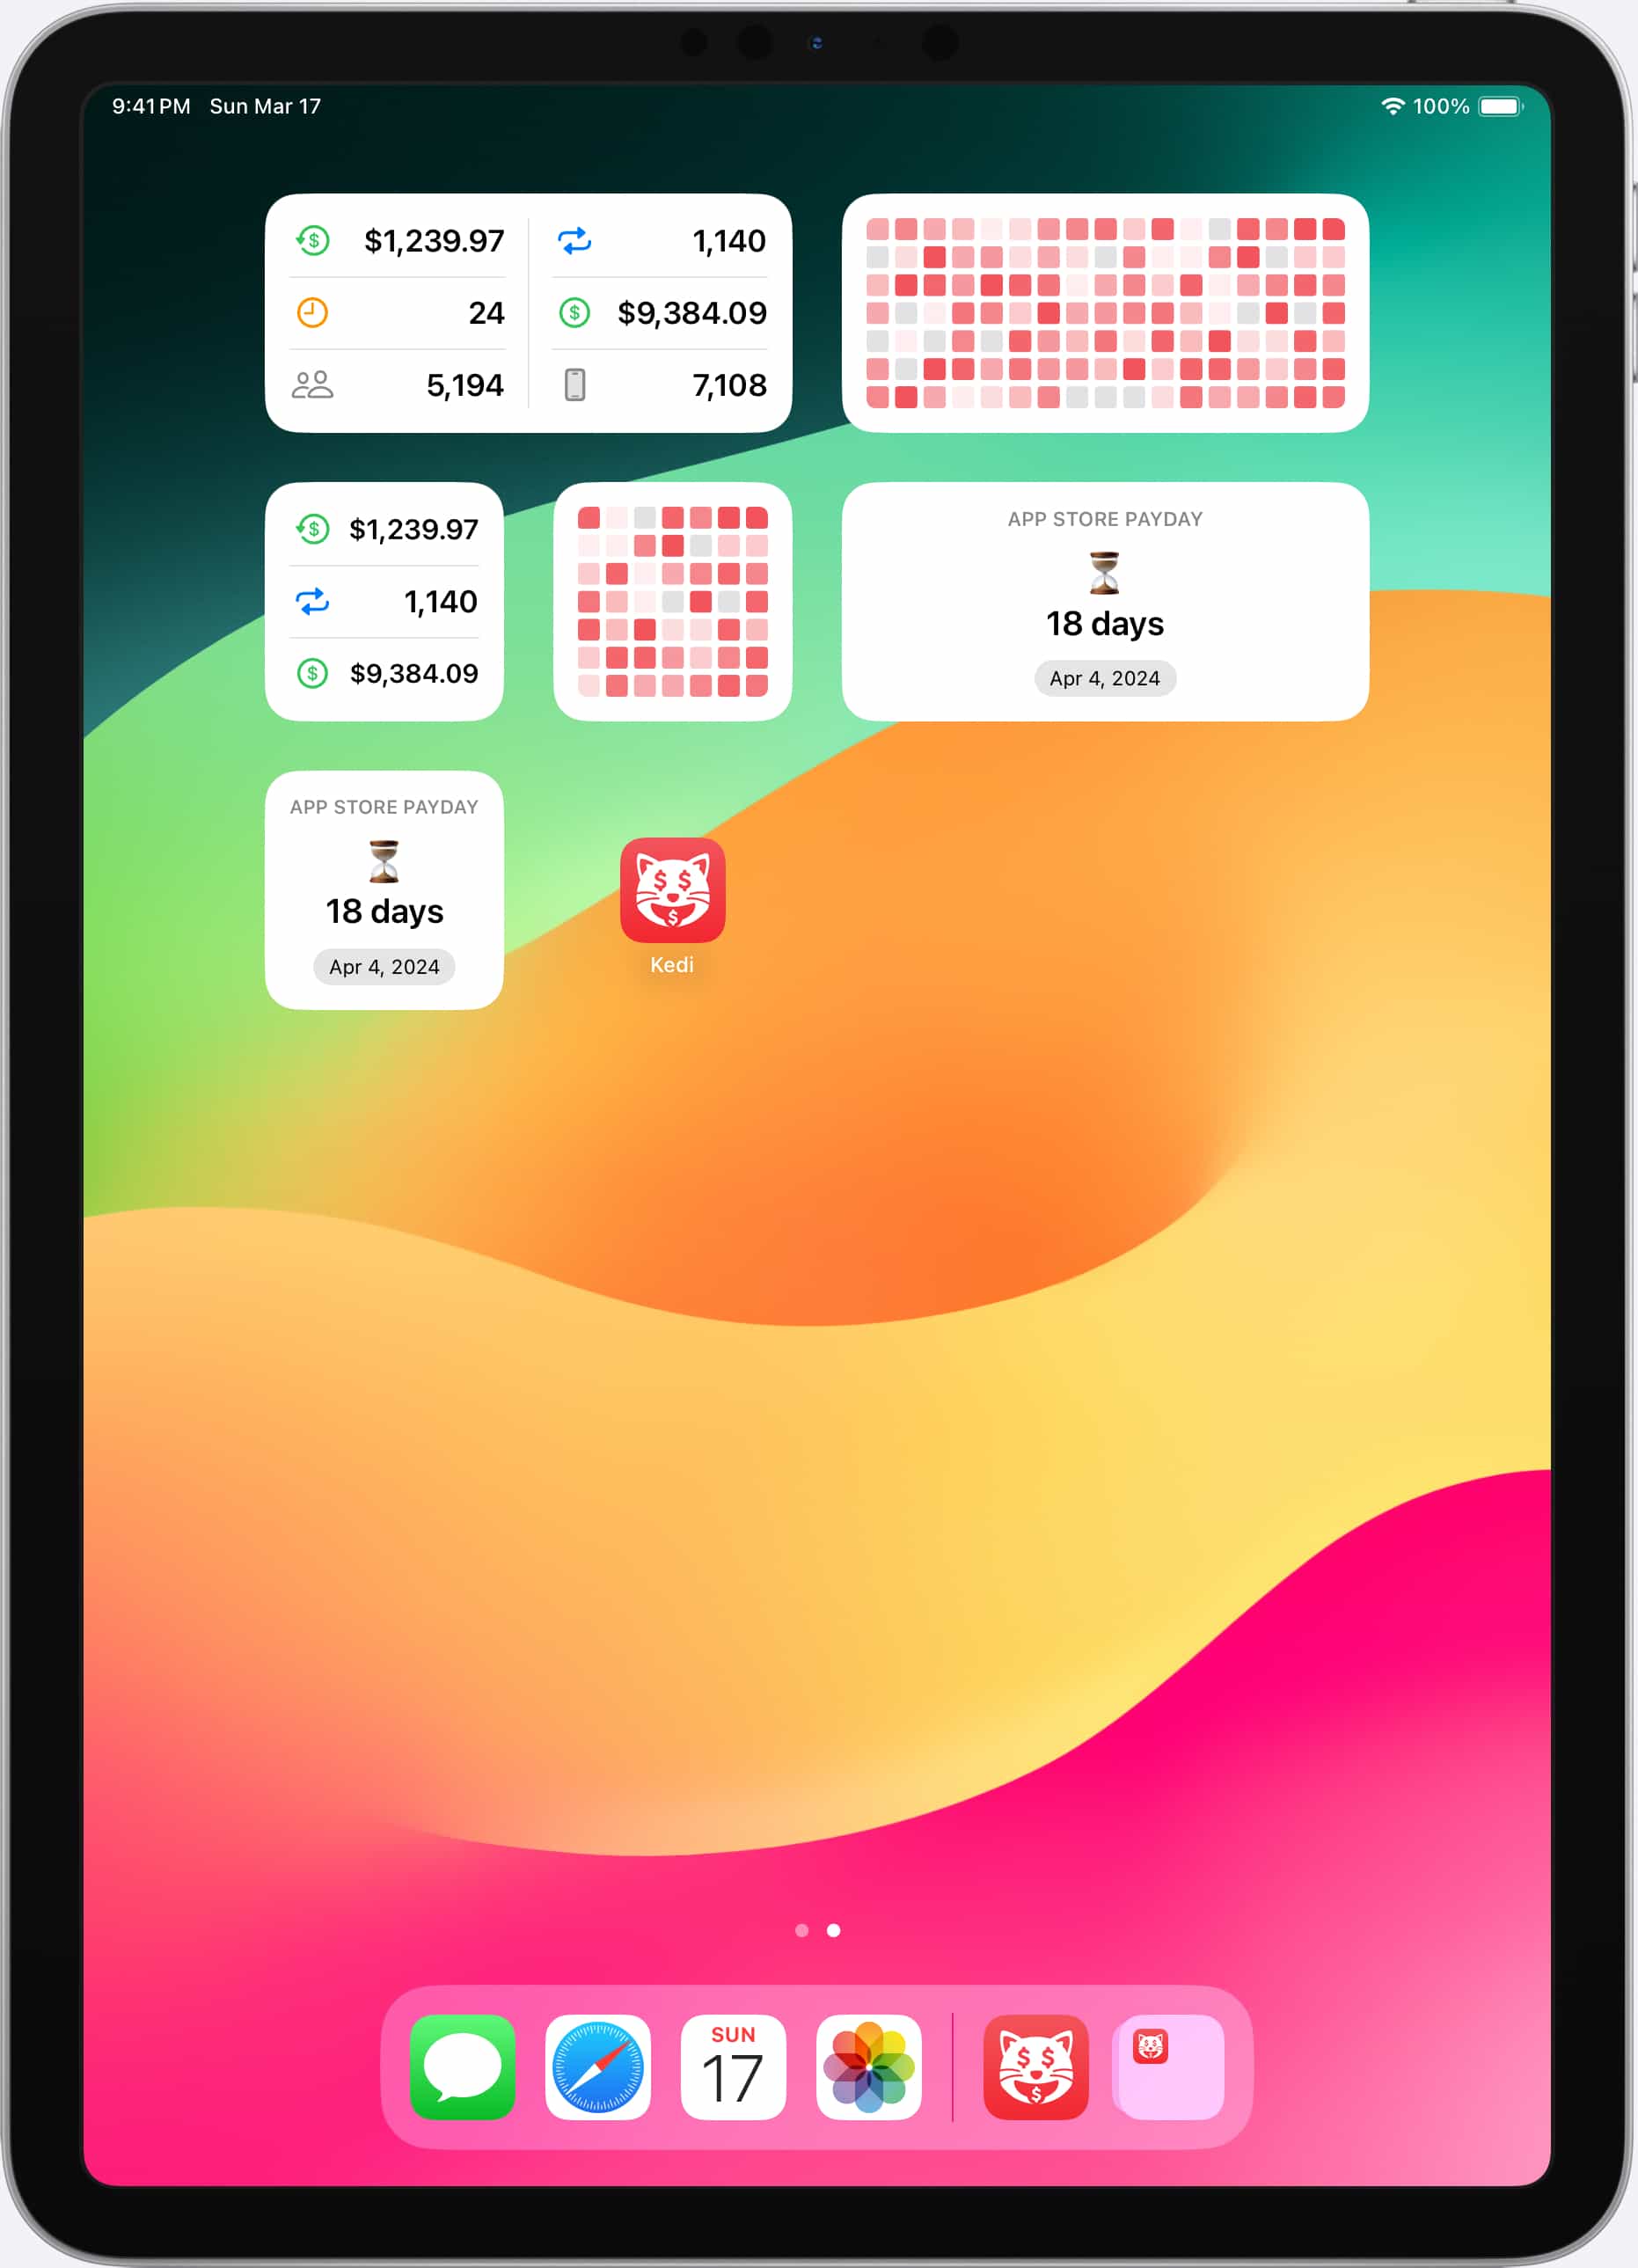 9:41 PM Sun Mar 17
100%
$1,239.97
1,140
24
$9,384.09
5,194
7,108
$1,239.97
1,140
$9,384.09
APP STORE PAYDAY
18 days
Apr 4, 2024
APP STORE PAYDAY
18 days
Apr 4, 2024
Kedi
SUN
17